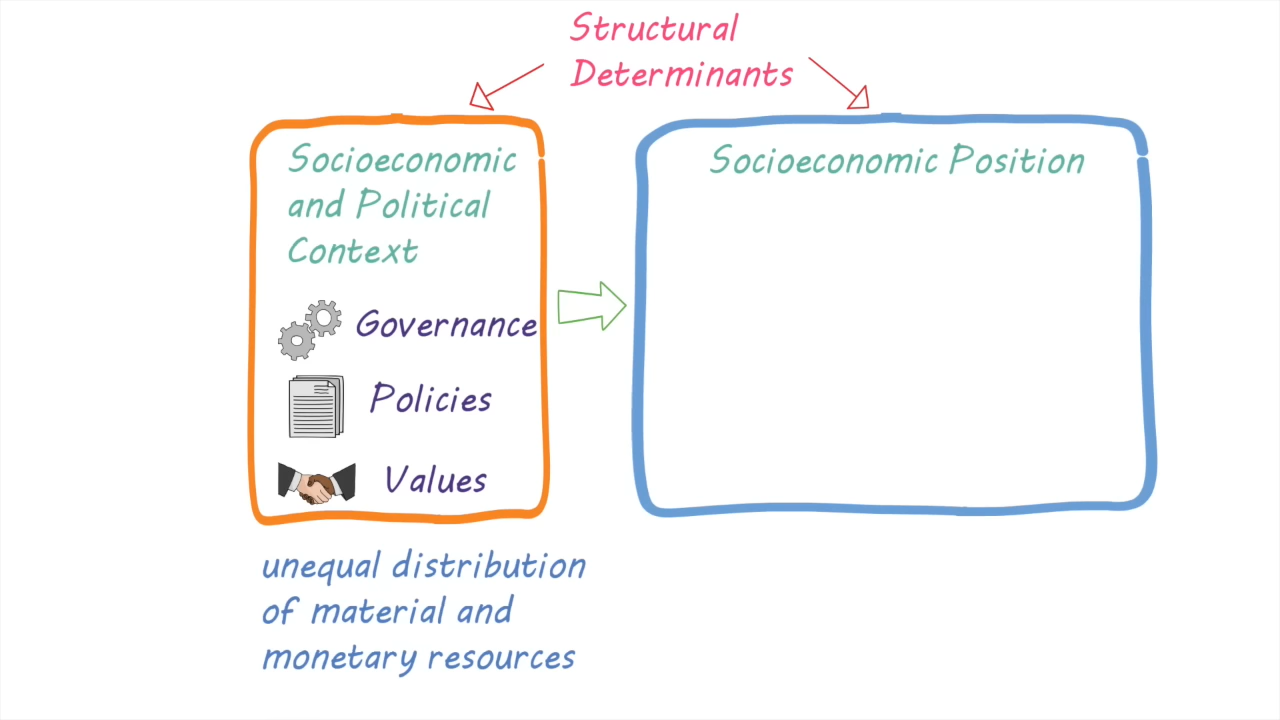 Structural
Determinants
Socioeconomic
and Political
Context
Governance
Policies
Values
unequal distribution
of material and
monetary resources
Socioeconomic Position